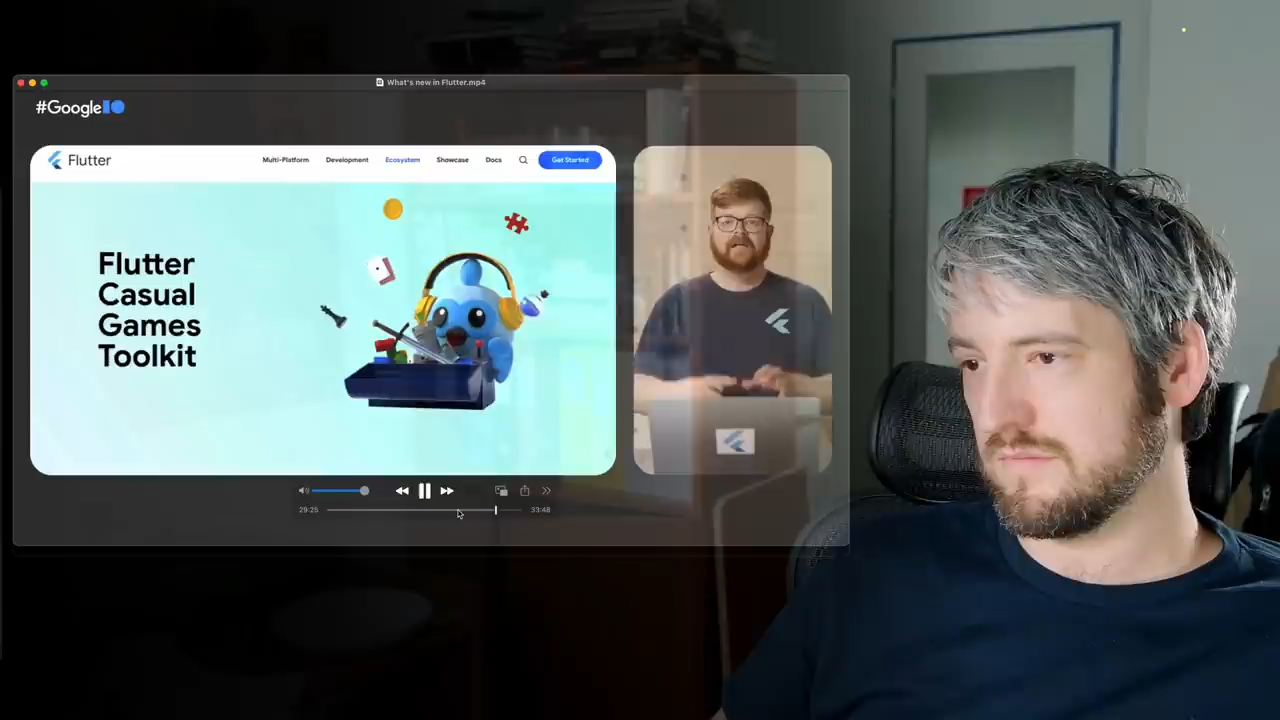 What's new in Flutter.mp4
#GoogleIO
Flutter
Multi-Platform Development Ecosystem Showcase Docs Get Started
Flutter
Casual
Games
Toolkit
29:25 33:48